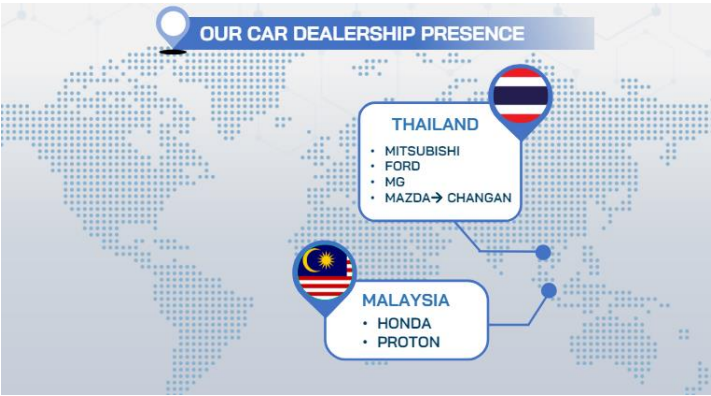 OUR CAR DEALERSHIP PRESENCE
THAILAND
• MITSUBISHI
• FORD
• MG
• MAZDA→ CHANGAN
MALAYSIA
• HONDA
• PROTON